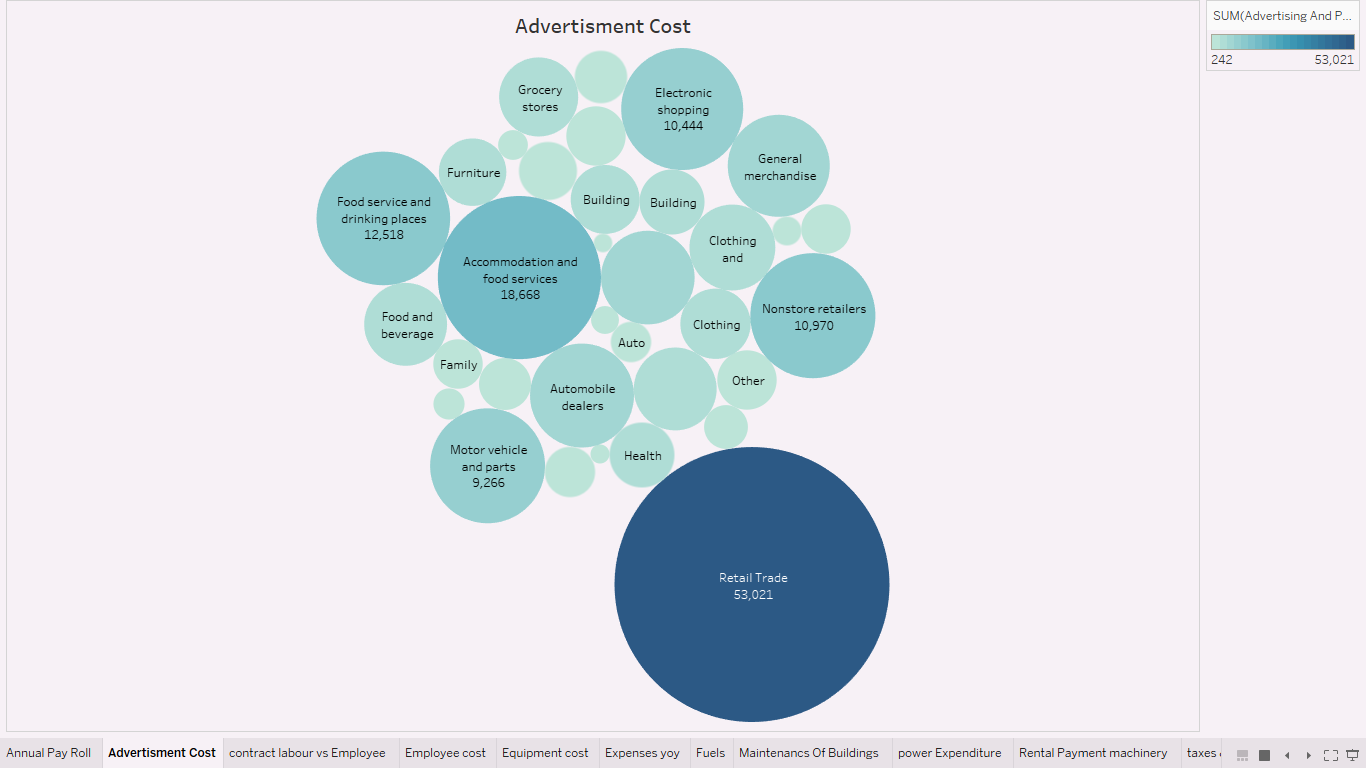 Advertisment Cost
SUM(Advertising And P...
242 53,021
Grocery
stores
Electronic
shopping
10,444
General
merchandise
Furniture
Food service and
drinking places
12,518
Building
Building
Clothing
and
Accommodation and
food services
18,668
Nonstore retailers
10,970
Food and
beverage
Clothing
Auto
Family
Other
Automobile
dealers
Motor vehicle
and parts
9,266
Health
Retail Trade
53,021
Annual Pay Roll Advertisment Cost contract labour vs Employee Employee cost Equipment cost Expenses yoy Fuels Maintenancs Of Buildings power Expenditure Rental Payment machinery taxes